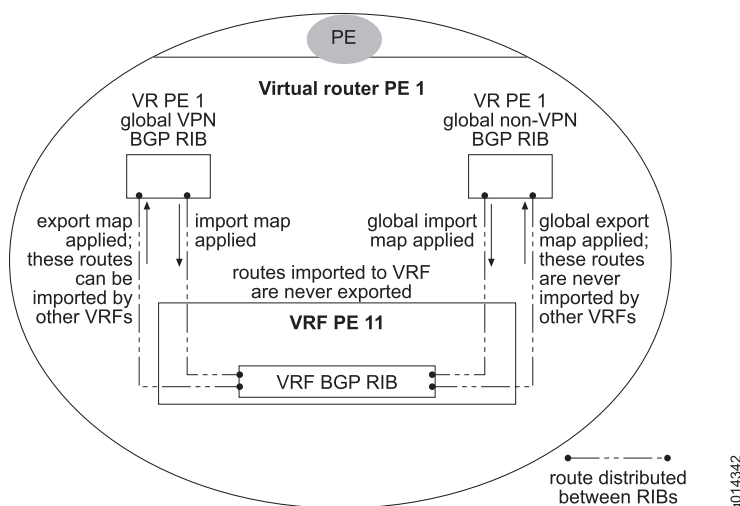 PE
Virtual router PE 1
VR PE 1
global VPN
BGP RIB
VR PE 1
global non-VPN
BGP RIB
export map
applied;
these routes
can be
imported by
other VRFs
import map
applied
global import
map applied
global export
map applied;
these routes
are never
imported by
other VRFs
routes imported to VRF
are never exported
VRF PE 11
VRF BGP RIB
route distributed
between RIBs
g014342